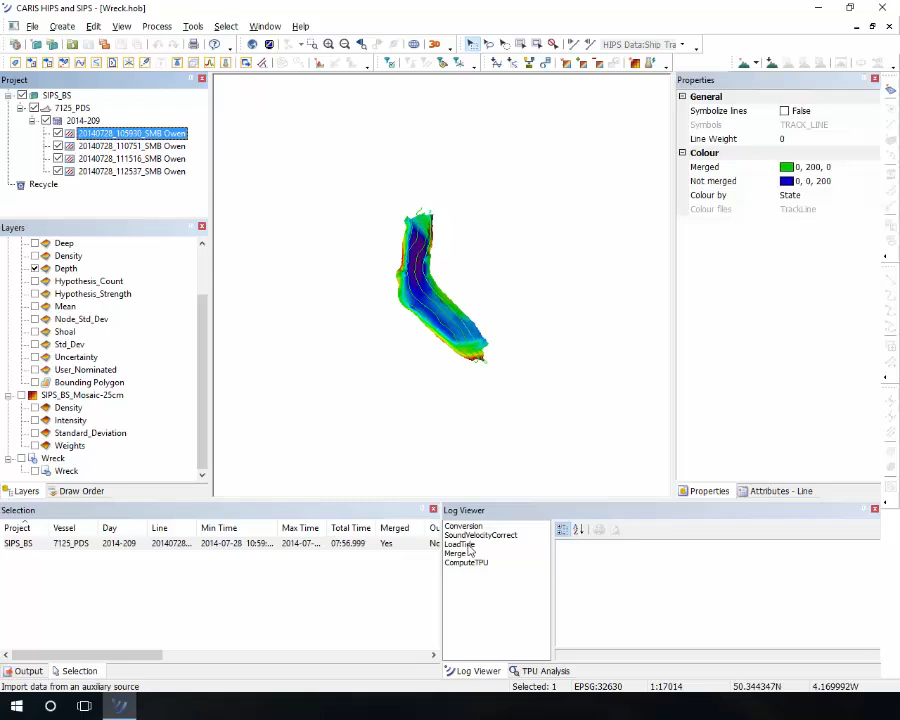 CARIS HIPS and SIPS - [Wreck.hob]
File Create Edit View Process Tools Select Window Help
3D HIPS Data:Ship Tra
Project
SIPS_BS
7125_PDS
2014-209
20140728_105930_SMB Owen
20140728_110751_SMB Owen
20140728_111516_SMB Owen
20140728_112537_SMB Owen
Recycle
Layers
Deep
Density
Depth
Hypothesis_Count
Hypothesis_Strength
Mean
Node_Std_Dev
Shoal
Std_Dev
Uncertainty
User_Nominated
Bounding Polygon
SIPS_BS_Mosaic-25cm
Density
Intensity
Standard_Deviation
Weights
Wreck
Wreck
Layers Draw Order
Properties
General
Symbolize lines False
Symbols TRACK_LINE
Line Weight 0
Colour
Merged 0, 200, 0
Not merged 0, 0, 200
Colour by State
Colour files TrackLine
Properties Attributes - Line
Selection
Project Vessel Day Line Min Time Max Time Total Time Merged Ou
SIPS_BS 7125_PDS 2014-209 20140728... 2014-07-28 10:59:... 2014-07-... 07:56.999 Yes No
Output Selection
Log Viewer
Conversion
SoundVelocityCorrect
LoadTide
Merge
ComputeTPU
Log Viewer TPU Analysis
Import data from an auxiliary source Selected: 1 EPSG:32630 1:17014 50.344347N 4.169992W